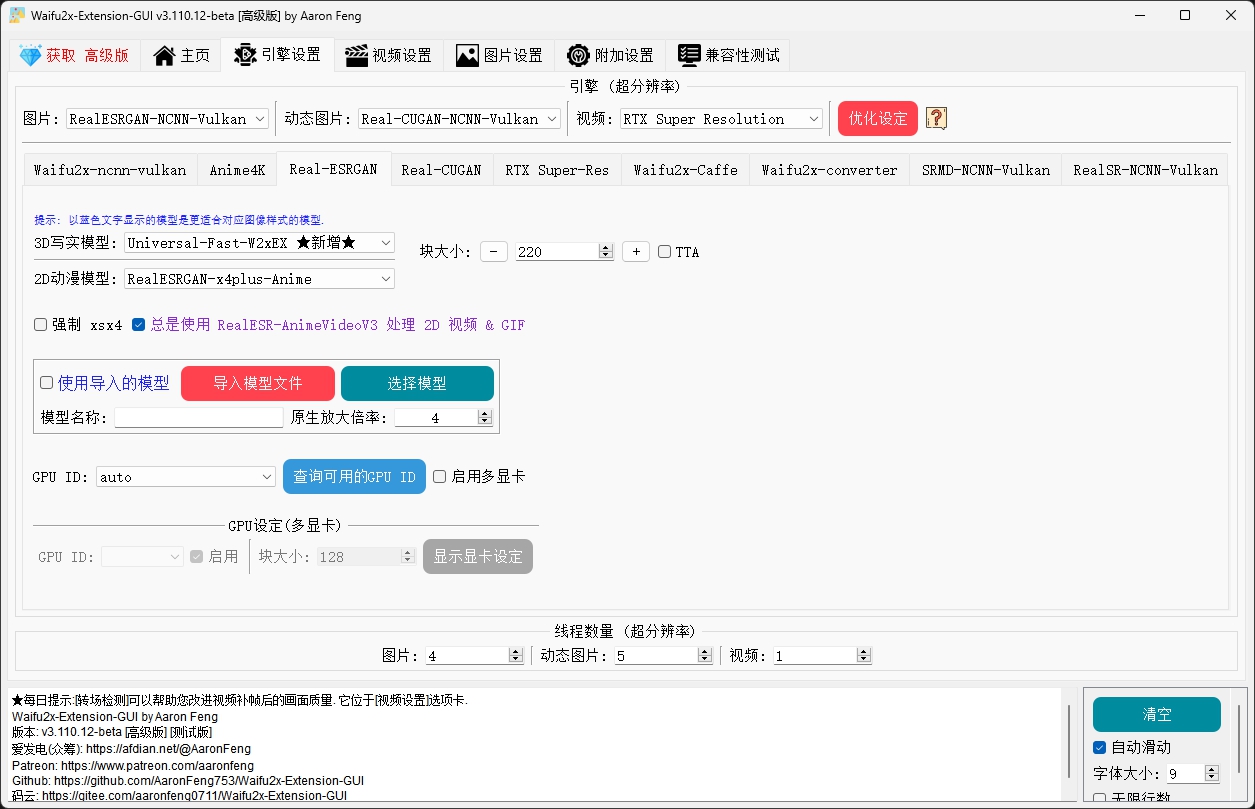 Waifu2x-Extension-GUI v3.110.12-beta [高级版] by Aaron Feng
获取 高级版 主页 引擎设置 视频设置 图片设置 附加设置 兼容性测试
引擎 (超分辨率)
图片: RealESRGAN-NCNN-Vulkan 动态图片: Real-CUGAN-NCNN-Vulkan 视频: RTX Super Resolution 优化设定
Waifu2x-ncnn-vulkan Anime4K Real-ESRGAN Real-CUGAN RTX Super-Res Waifu2x-Caffe Waifu2x-converter SRMD-NCNN-Vulkan RealSR-NCNN-Vulkan
提示: 以蓝色文字显示的模型是更适合对应图像样式的模型.
3D写实模型: Universal-Fast-W2xEX ★新增★ 块大小: - 220 + TTA
2D动漫模型: RealESRGAN-x4plus-Anime
强制 xsx4 总是使用 RealESR-AnimeVideoV3 处理 2D 视频 & GIF
使用导入的模型 导入模型文件 选择模型
模型名称: 原生放大倍率: 4
GPU ID: auto 查询可用的GPU ID 启用多显卡
GPU设定(多显卡)
GPU ID: 启用 块大小: 128 显示显卡设定
线程数量 (超分辨率)
图片: 4 动态图片: 5 视频: 1
★每日提示:[转场检测]可以帮助您改进视频补帧后的画面质量. 它位于[视频设置]选项卡.
Waifu2x-Extension-GUI by Aaron Feng
版本: v3.110.12-beta [高级版] [测试版]
爱发电(众筹): https://afdian.net/@AaronFeng
Patreon: https://www.patreon.com/aaronfeng
Github: https://github.com/AaronFeng753/Waifu2x-Extension-GUI
码云: https://gitee.com/aaronfeng0711/Waifu2x-Extension-GUI
清空
自动滑动
字体大小: 9
无限行数